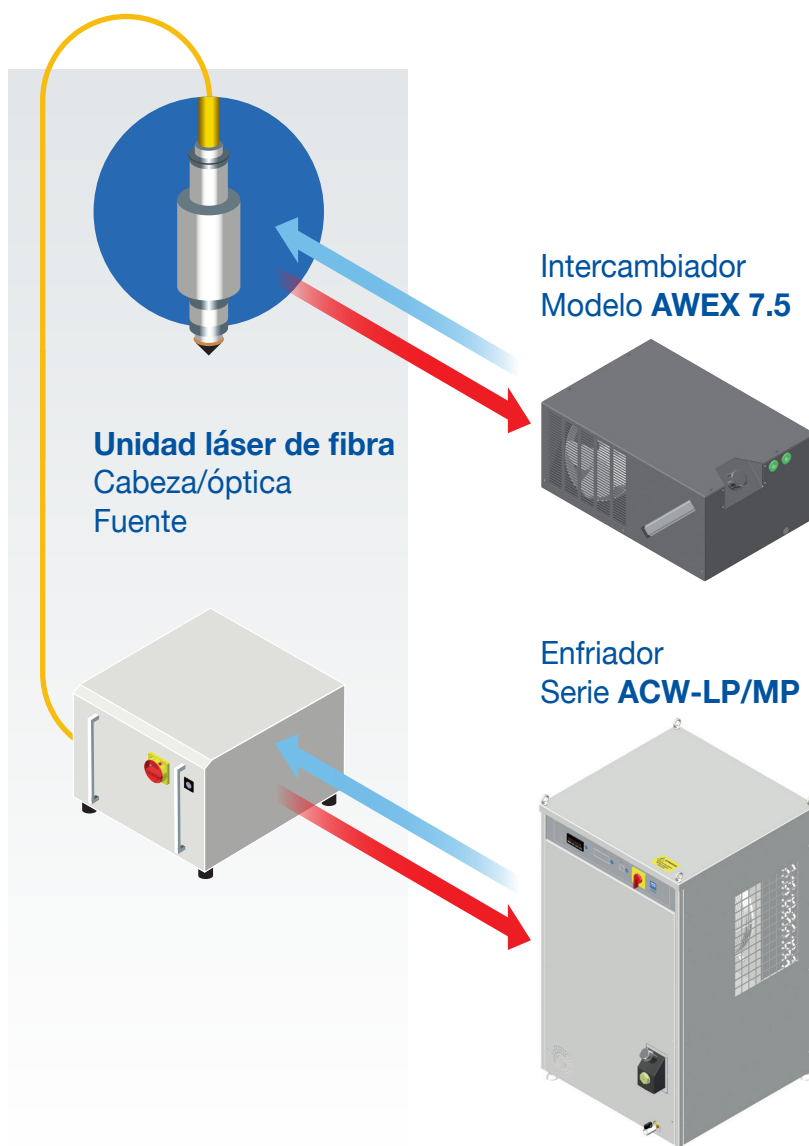 Intercambiador
Modelo AWEX 7.5
Unidad láser de fibra
Cabeza/óptica
Fuente
Enfriador
Serie ACW-LP/MP